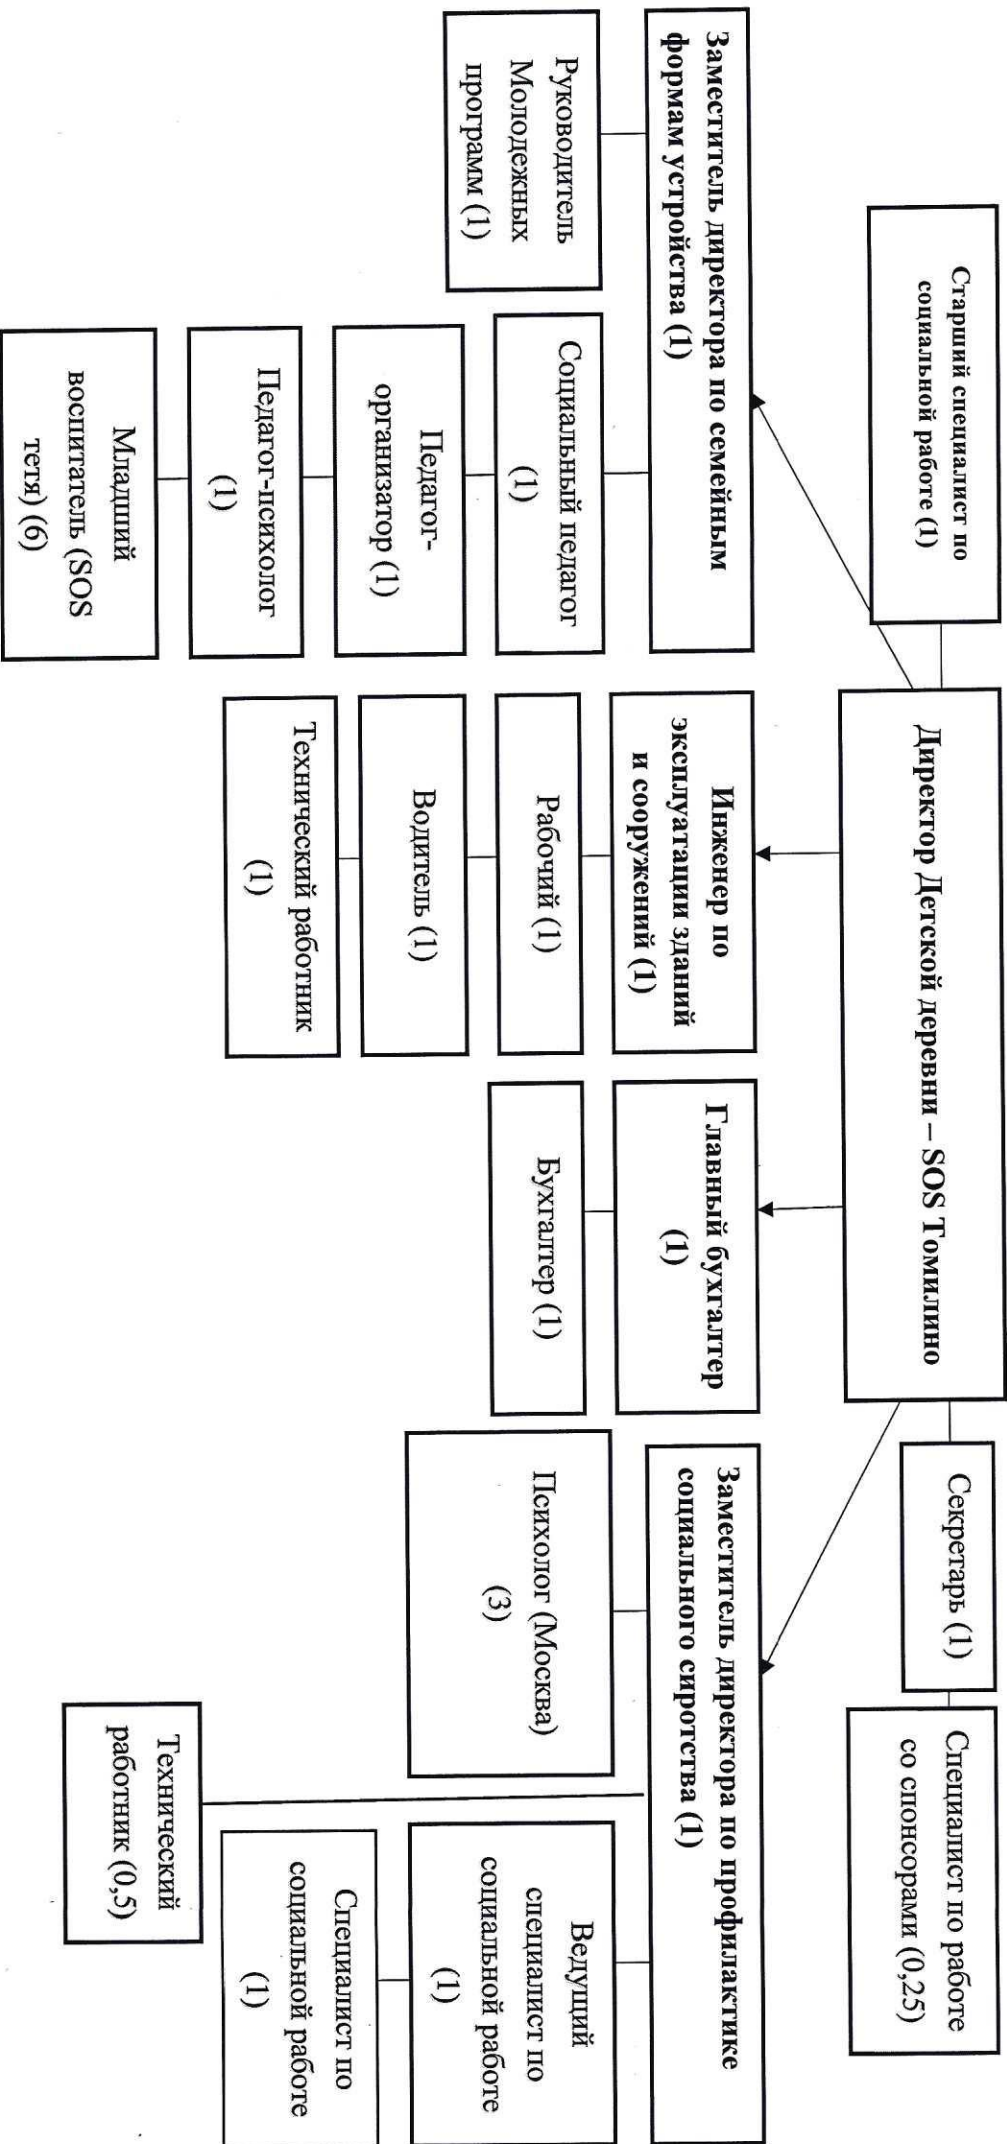 Старший специалист по
социальной работе (1)
Директор Детской деревни – SOS Томилино
Секретарь (1)
Специалист по работе
со спонсорами (0,25)
Заместитель директора по семейным
формам устройства (1)
Инженер по
эксплуатации зданий
и сооружений (1)
Главный бухгалтер
(1)
Заместитель директора по профилактике
социального сиротства (1)
Руководитель
Молодежных
программ (1)
Социальный педагог
(1)
Педагог-
организатор (1)
Педагог-психолог
(1)
Младший
воспитатель (SOS
тетя) (6)
Рабочий (1)
Водитель (1)
Технический работник
(1)
Бухгалтер (1)
Психолог (Москва)
(3)
Ведущий
специалист по
социальной работе
(1)
Специалист по
социальной работе
(1)
Технический
работник (0,5)